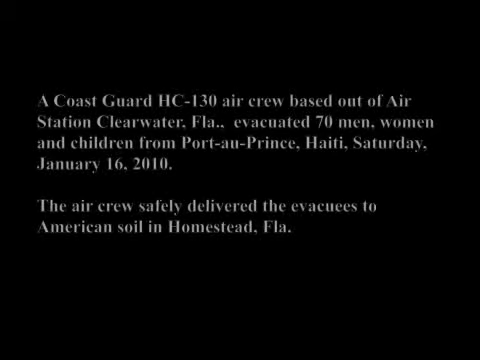 A Coast Guard HC-130 air crew based out of Air
Station Clearwater, Fla.,  evacuated 70 men, women
and children from Port-au-Prince, Haiti, Saturday,
January 16, 2010.
The air crew safely delivered the evacuees to
American soil in Homestead, Fla.